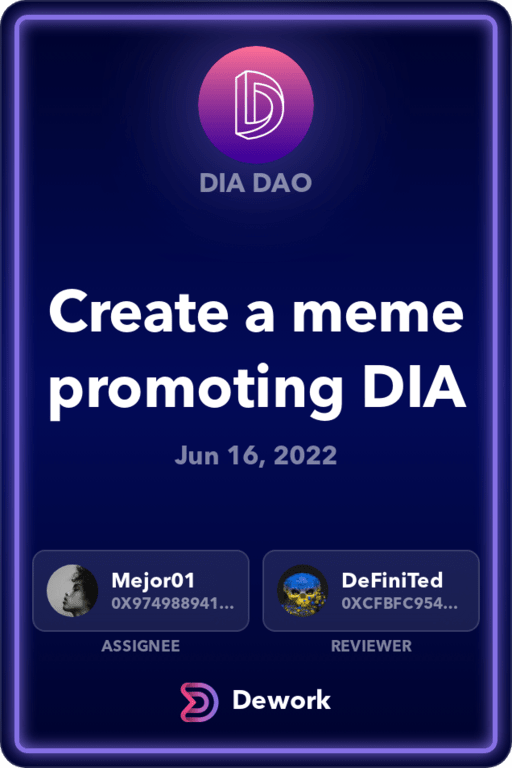 DIA DAO
Create a meme
promoting DIA
Jun 16, 2022
Mejor01
0X974988941...
ASSIGNEE
DeFiniTed
0XCFBFC954...
REVIEWER
Dework